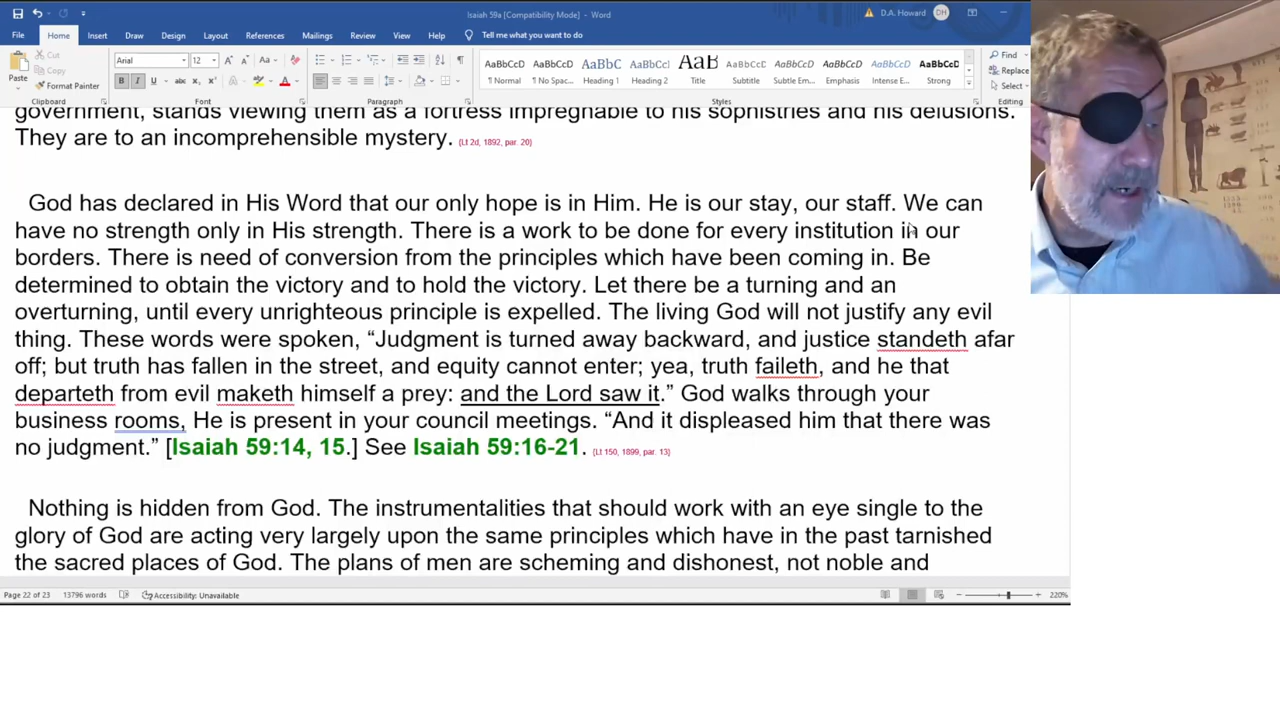 Isaiah 59a [Compatibility Mode] - Word
D.A. Howard
DH
File Home Insert Draw Design Layout References Mailings Review View Help Tell me what you want to do
Paste
Cut
Copy
Format Painter
Clipboard
Arial 12
Font
Paragraph
AaBbCcD AaBbCcD AaBbC AaBbCcI AaB AaBbCcD AaBbCcD AaBbCcD AaBbCcD AaBbCcD
¶ Normal ¶ No Spac... Heading 1 Heading 2 Title Subtitle Subtle Em... Emphasis Intense E... Strong
Styles
Find
Replace
Select
Editing
government, stands viewing them as a fortress impregnable to his sophistries and his delusions.
They are to an incomprehensible mystery. {Lt 2d, 1892, par. 20}
God has declared in His Word that our only hope is in Him. He is our stay, our staff. We can
have no strength only in His strength. There is a work to be done for every institution in our
borders. There is need of conversion from the principles which have been coming in. Be
determined to obtain the victory and to hold the victory. Let there be a turning and an
overturning, until every unrighteous principle is expelled. The living God will not justify any evil
thing. These words were spoken, “Judgment is turned away backward, and justice standeth afar
off; but truth has fallen in the street, and equity cannot enter; yea, truth faileth, and he that
departeth from evil maketh himself a prey: and the Lord saw it.” God walks through your
business rooms, He is present in your council meetings. “And it displeased him that there was
no judgment.” [Isaiah 59:14, 15.] See Isaiah 59:16-21. {Lt 150, 1899, par. 13}
Nothing is hidden from God. The instrumentalities that should work with an eye single to the
glory of God are acting very largely upon the same principles which have in the past tarnished
the sacred places of God. The plans of men are scheming and dishonest, not noble and
Page 22 of 23 13796 words Accessibility: Unavailable 220%